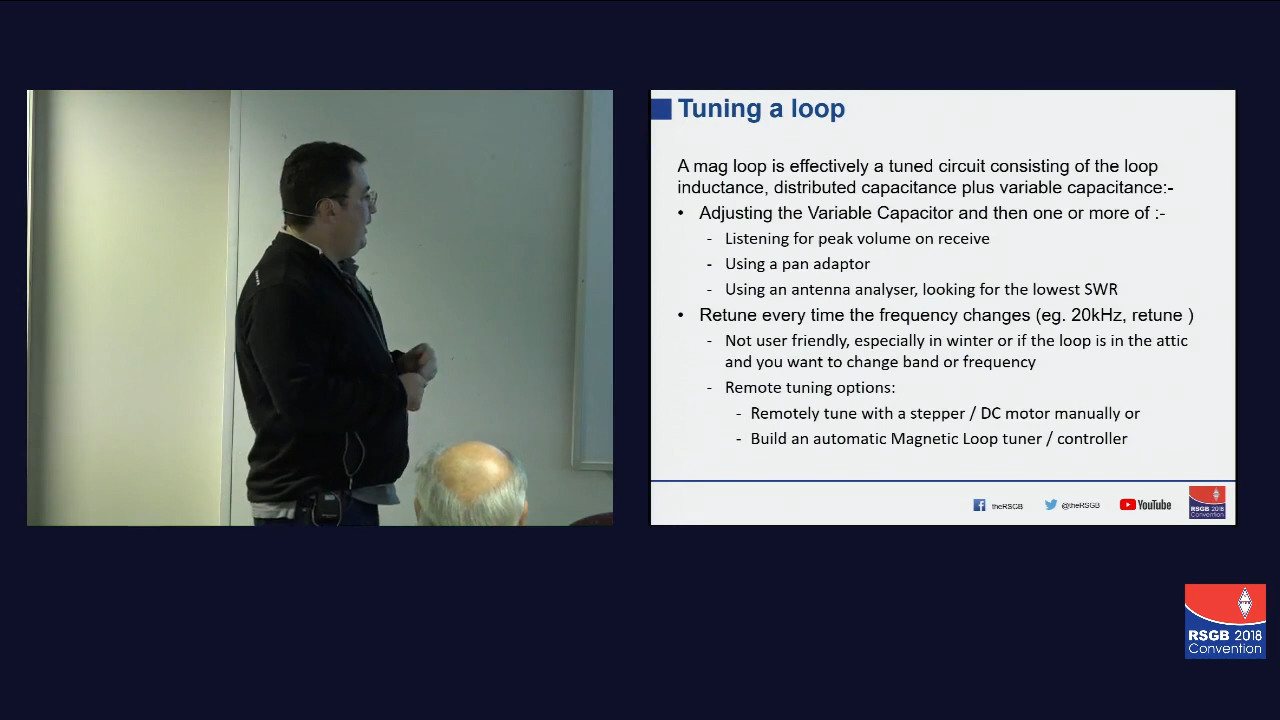 Tuning a loop
A mag loop is effectively a tuned circuit consisting of the loop
inductance, distributed capacitance plus variable capacitance:-
• Adjusting the Variable Capacitor and then one or more of :-
- Listening for peak volume on receive
- Using a pan adaptor
- Using an antenna analyser, looking for the lowest SWR
• Retune every time the frequency changes (eg. 20kHz, retune )
- Not user friendly, especially in winter or if the loop is in the attic
and you want to change band or frequency
- Remote tuning options:
- Remotely tune with a stepper / DC motor manually or
- Build an automatic Magnetic Loop tuner / controller
theRSGB
@theRSGB
YouTube
RSGB 2018
Convention
RSGB 2018
Convention